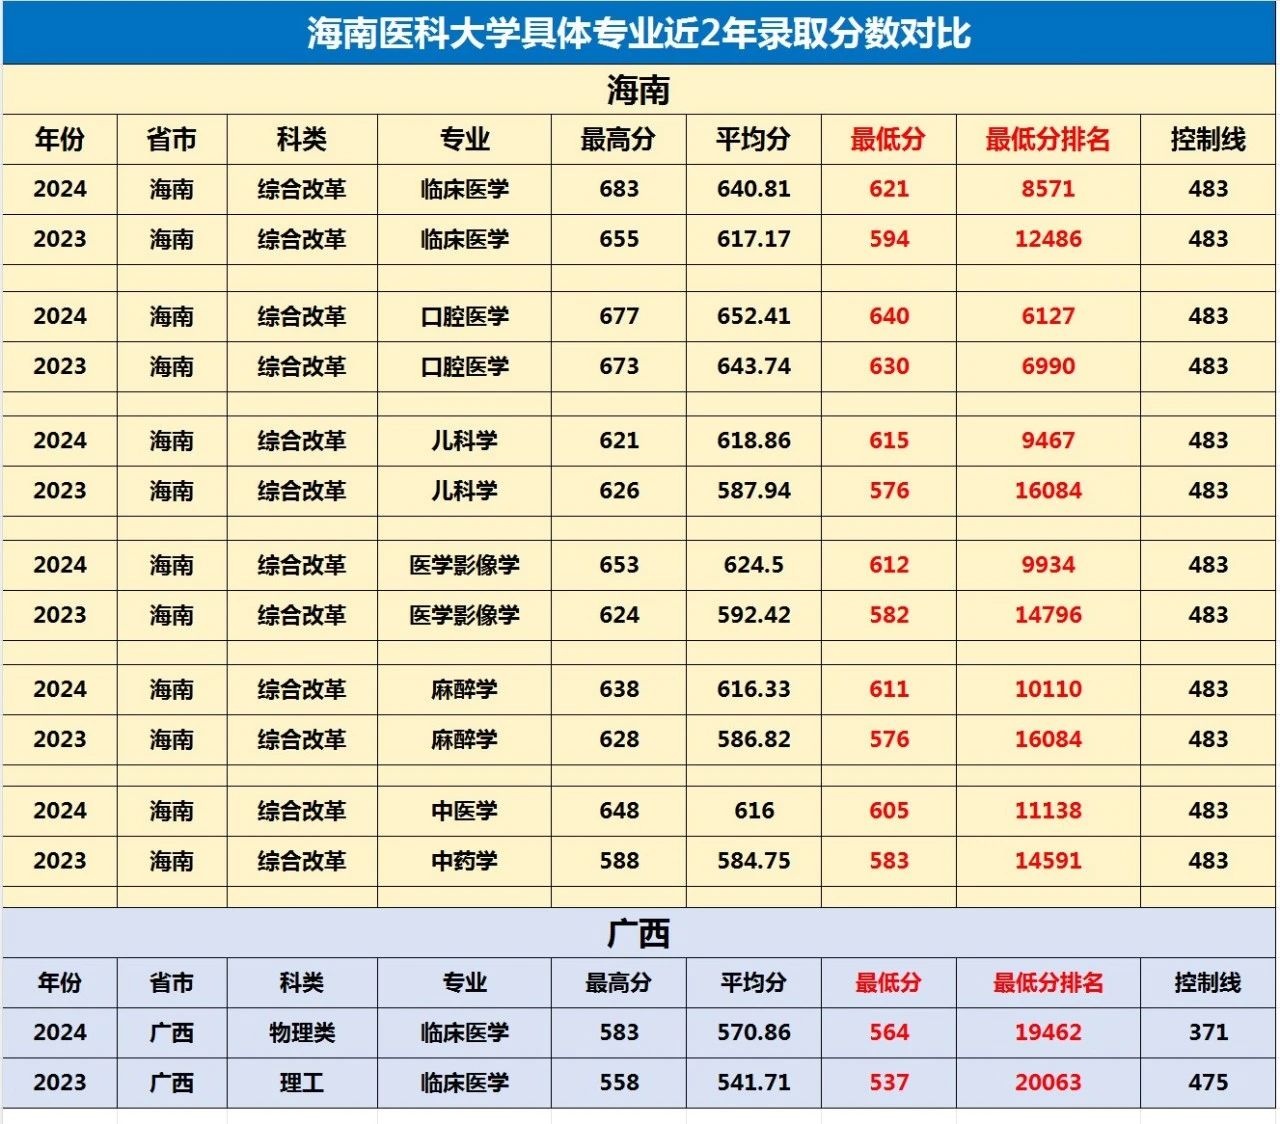 海南医科大学具体专业近2年录取分数对比
海南
年份 省市 科类 专业 最高分 平均分 最低分 最低分排名 控制线
2024 海南 综合改革 临床医学 683 640.81 621 8571 483
2023 海南 综合改革 临床医学 655 617.17 594 12486 483
2024 海南 综合改革 口腔医学 677 652.41 640 6127 483
2023 海南 综合改革 口腔医学 673 643.74 630 6990 483
2024 海南 综合改革 儿科学 621 618.86 615 9467 483
2023 海南 综合改革 儿科学 626 587.94 576 16084 483
2024 海南 综合改革 医学影像学 653 624.5 612 9934 483
2023 海南 综合改革 医学影像学 624 592.42 582 14796 483
2024 海南 综合改革 麻醉学 638 616.33 611 10110 483
2023 海南 综合改革 麻醉学 628 586.82 576 16084 483
2024 海南 综合改革 中医学 648 616 605 11138 483
2023 海南 综合改革 中药学 588 584.75 583 14591 483
广西
年份 省市 科类 专业 最高分 平均分 最低分 最低分排名 控制线
2024 广西 物理类 临床医学 583 570.86 564 19462 371
2023 广西 理工 临床医学 558 541.71 537 20063 475